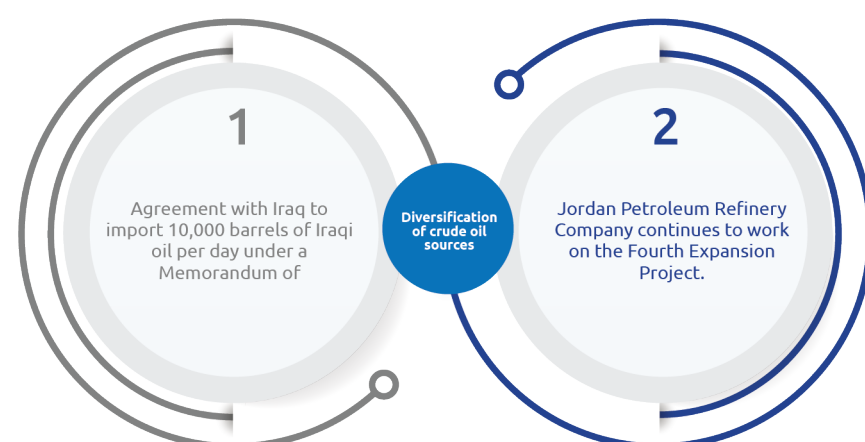 1
Agreement with Iraq to
import 10,000 barrels of Iraqi
oil per day under a
Memorandum of
Diversification
of crude oil
sources
2
Jordan Petroleum Refinery
Company continues to work
on the Fourth Expansion
Project.